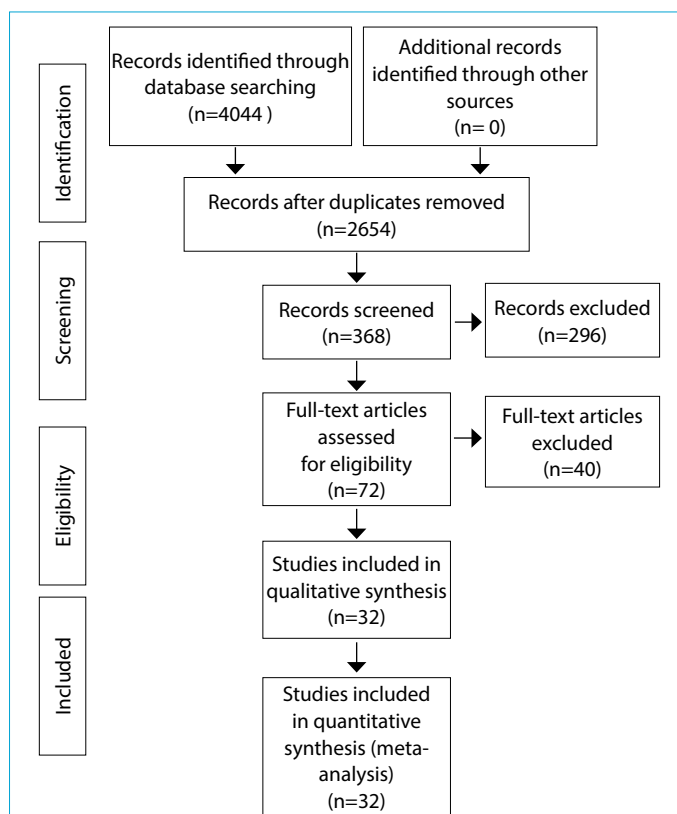 Identification
Records identified through
database searching
(n=4044 )
Additional records
identified through other
sources
(n= 0)
Records after duplicates removed
(n=2654)
Screening
Records screened
(n=368)
Records excluded
(n=296)
Eligibility
Full-text articles
assessed
for eligibility
(n=72)
Full-text articles
excluded
(n=40)
Included
Studies included in
qualitative synthesis
(n=32)
Studies included
in quantitative
synthesis (meta-
analysis)
(n=32)